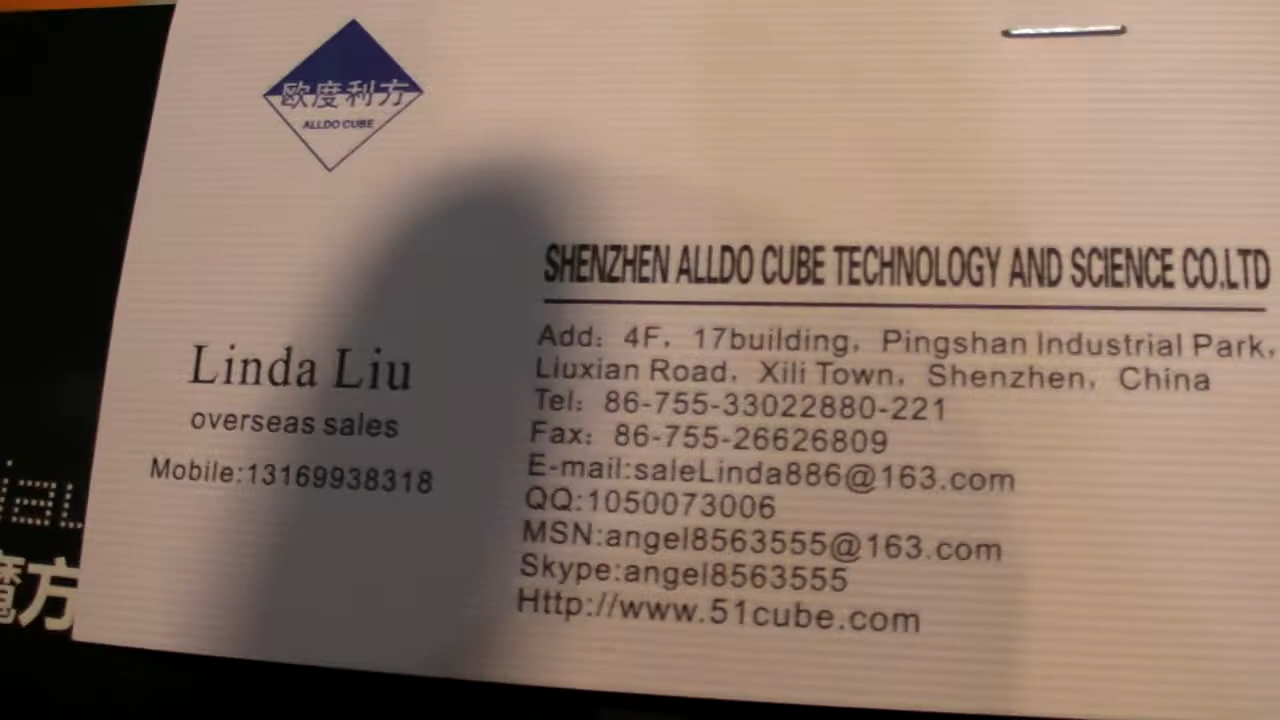 欧度利方
ALLDO CUBE
SHENZHEN ALLDO CUBE TECHNOLOGY AND SCIENCE CO.LTD
Linda Liu
overseas sales
Mobile:13169938318
Add: 4F, 17building, Pingshan Industrial Park,
Liuxian Road, Xili Town, Shenzhen, China
Tel: 86-755-33022880-221
Fax: 86-755-26626809
E-mail:saleLinda886@163.com
QQ:1050073006
MSN:angel8563555@163.com
Skype:angel8563555
Http://www.51cube.com
魔方